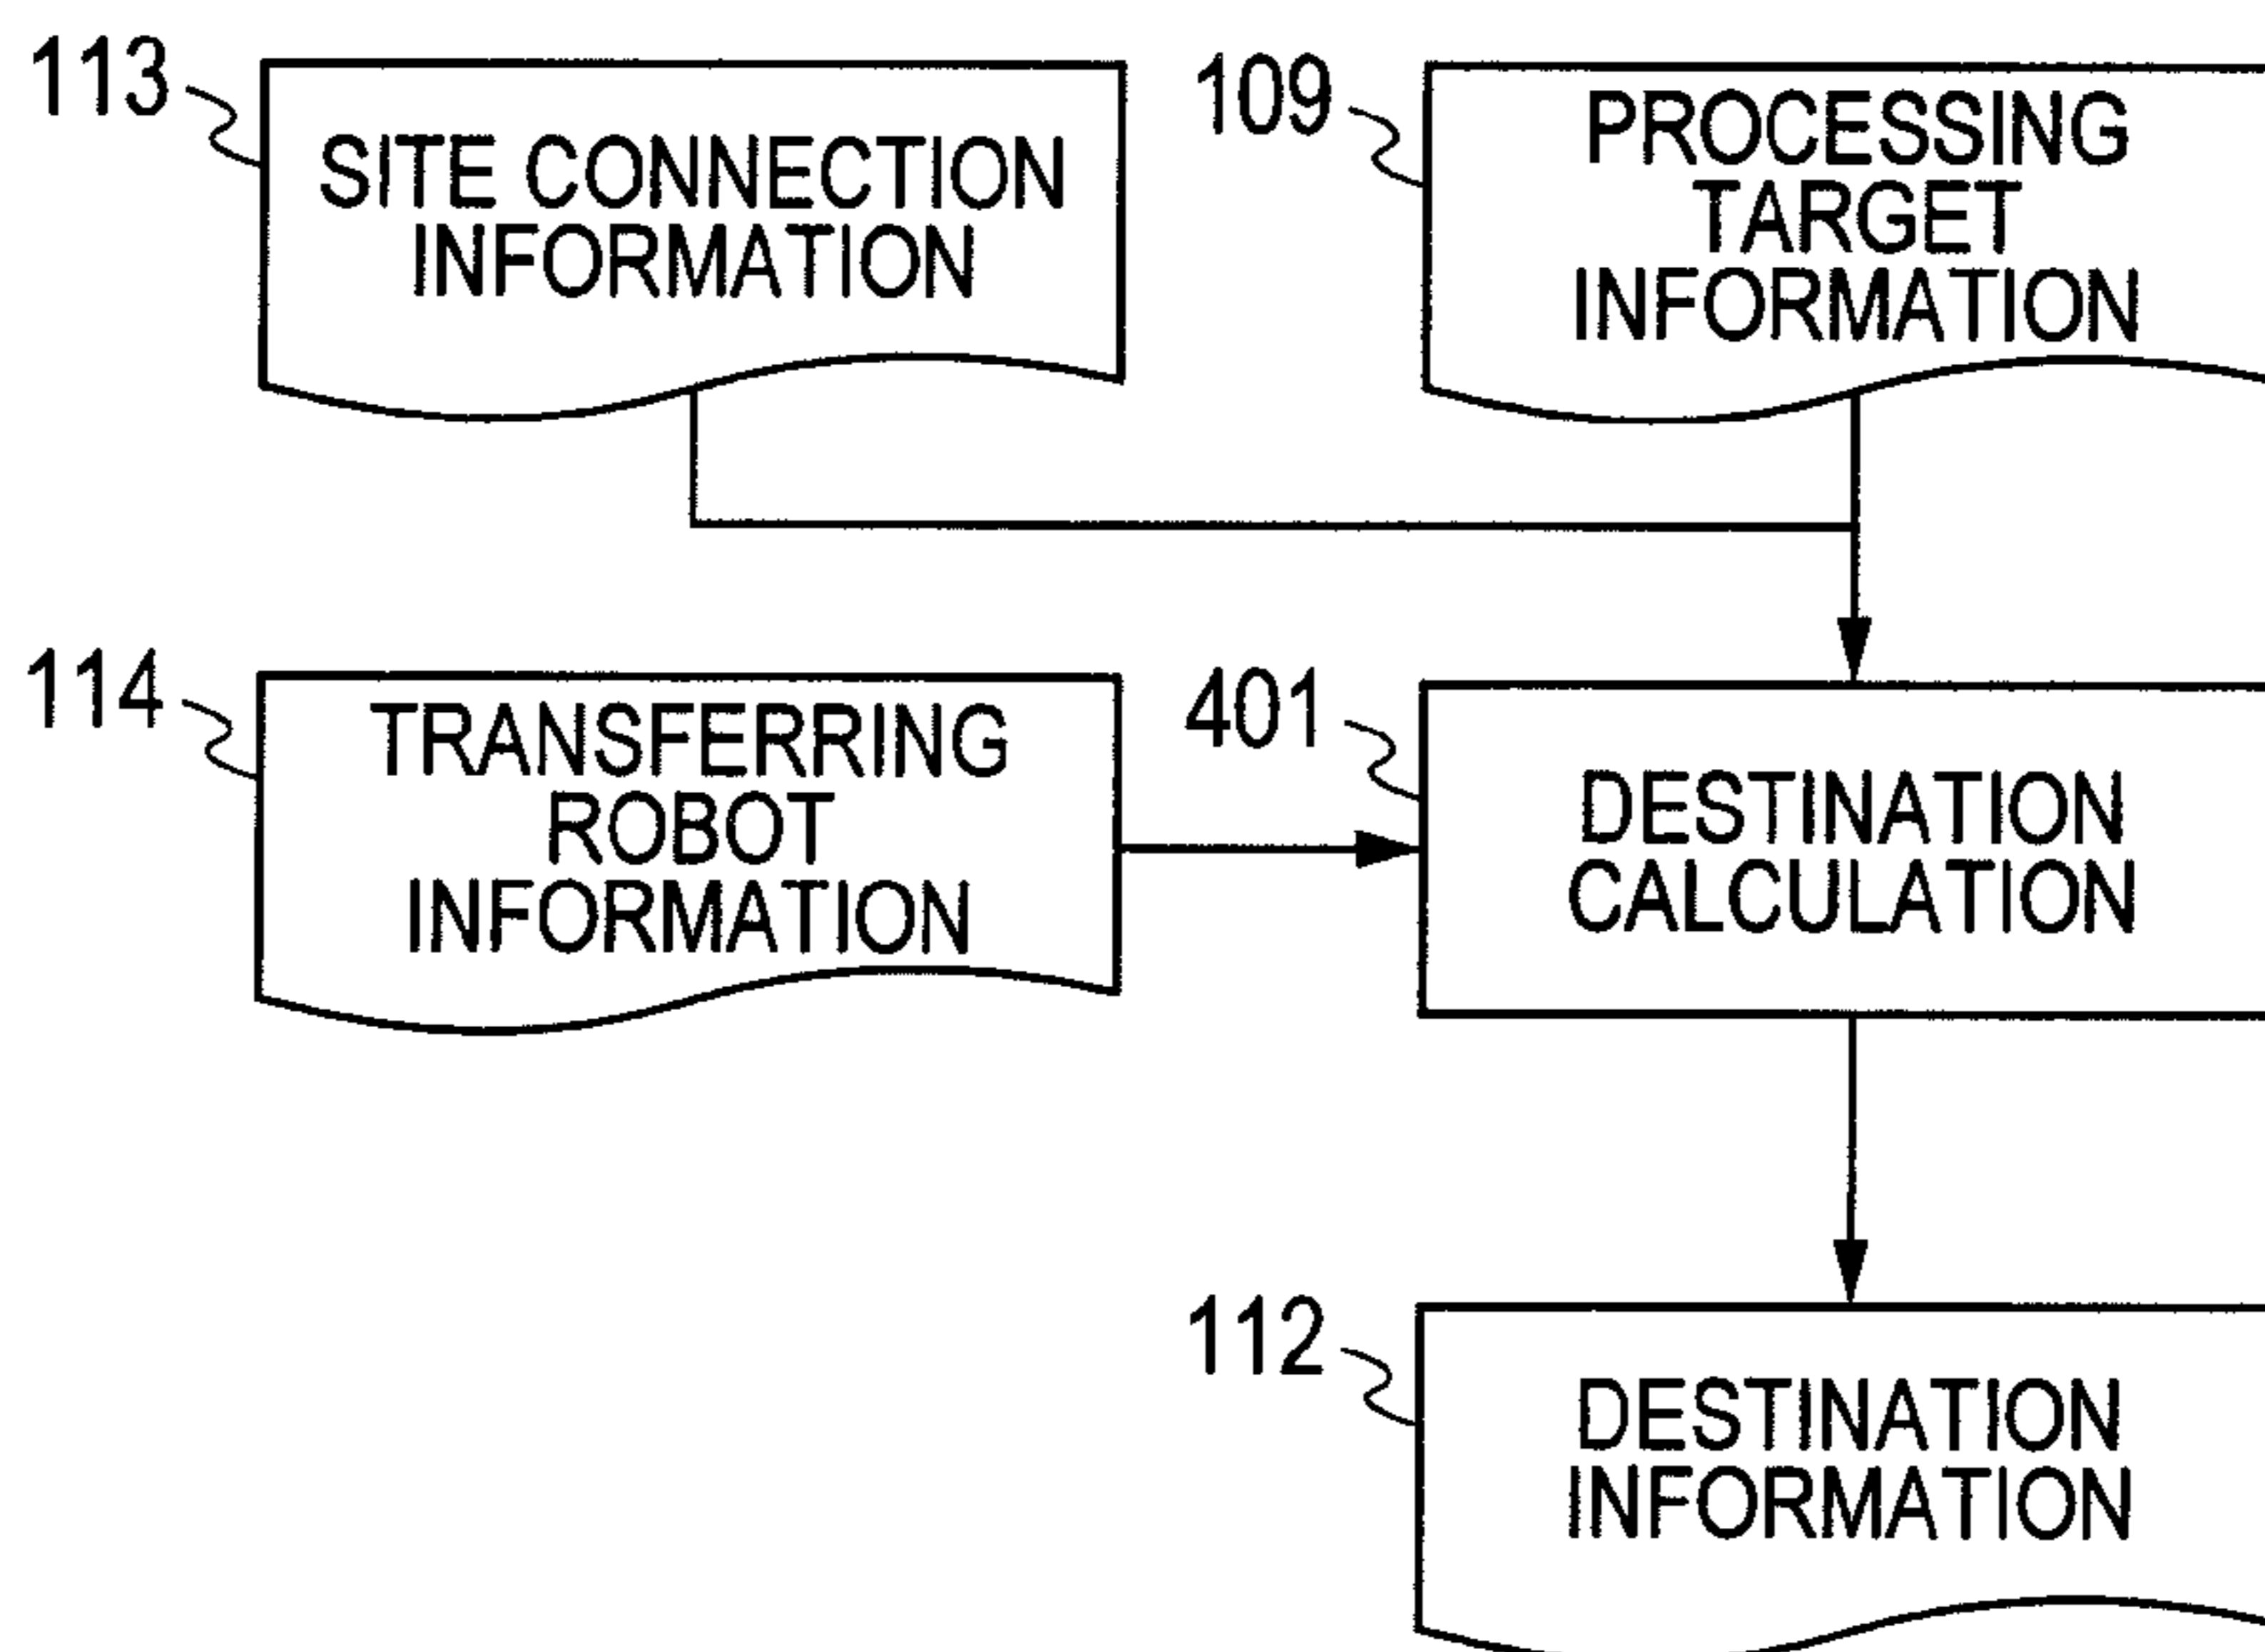 113
SITE CONNECTION
INFORMATION
109
PROCESSING
TARGET
INFORMATION
114
TRANSFERRING
ROBOT
INFORMATION
401
DESTINATION
CALCULATION
112
DESTINATION
INFORMATION